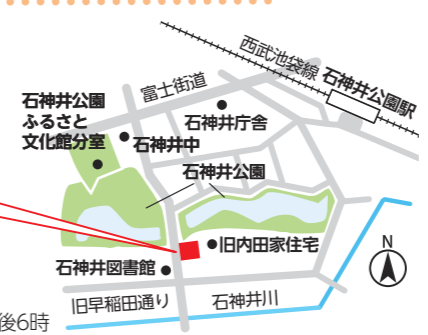 西武池袋線
石神井公園駅
富士街道
石神井公園
ふるさと
文化館分室
石神井中
石神井庁舎
石神井公園
旧内田家住宅
石神井図書館
旧早稲田通り
石神井川
N
後6時